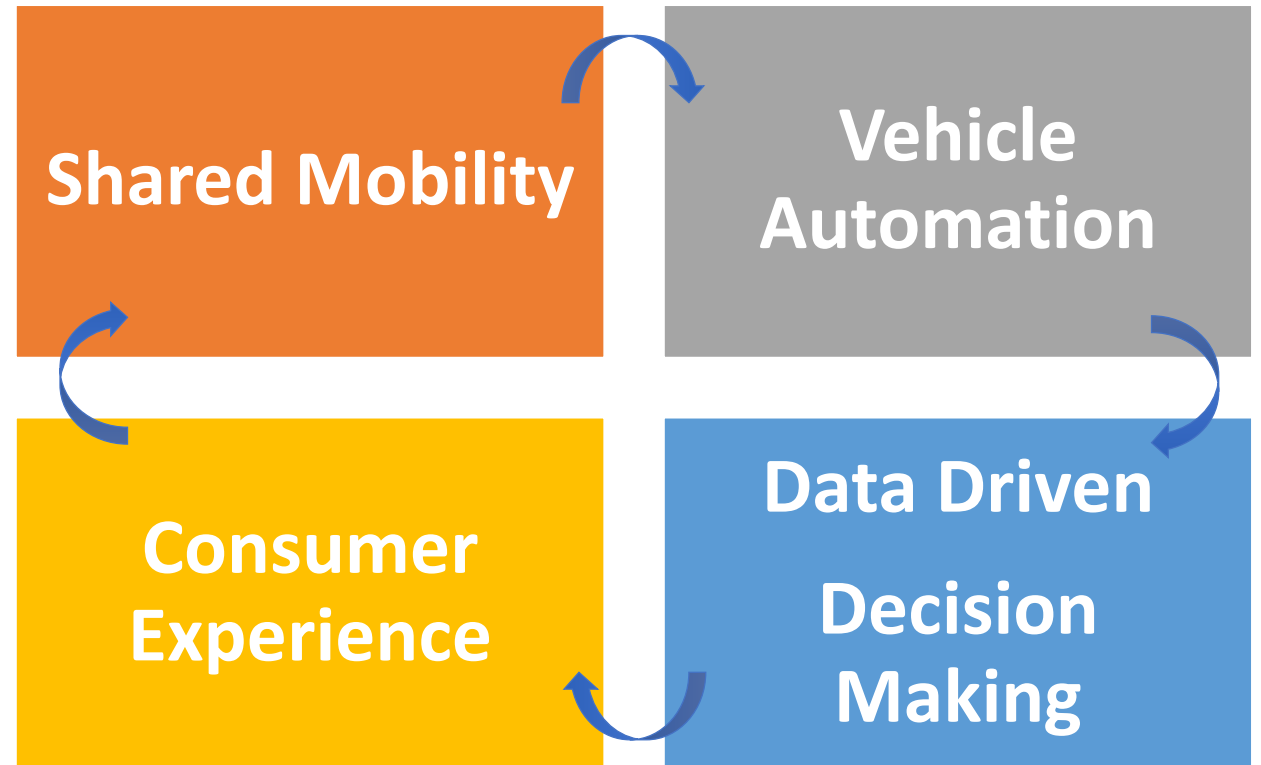 Shared Mobility
Vehicle
Automation
Data Driven
Decision
Making
Consumer
Experience